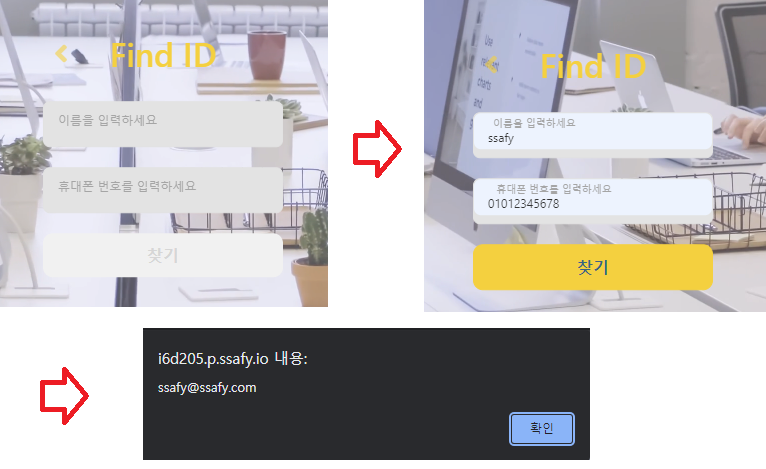 Find ID
이름을 입력하세요
휴대폰 번호를 입력하세요
찾기
Use
charts
and
Find ID
이름을 입력하세요
ssafy
휴대폰 번호를 입력하세요
01012345678
찾기
i6d205.p.ssafy.io 내용:
ssafy@ssafy.com
확인